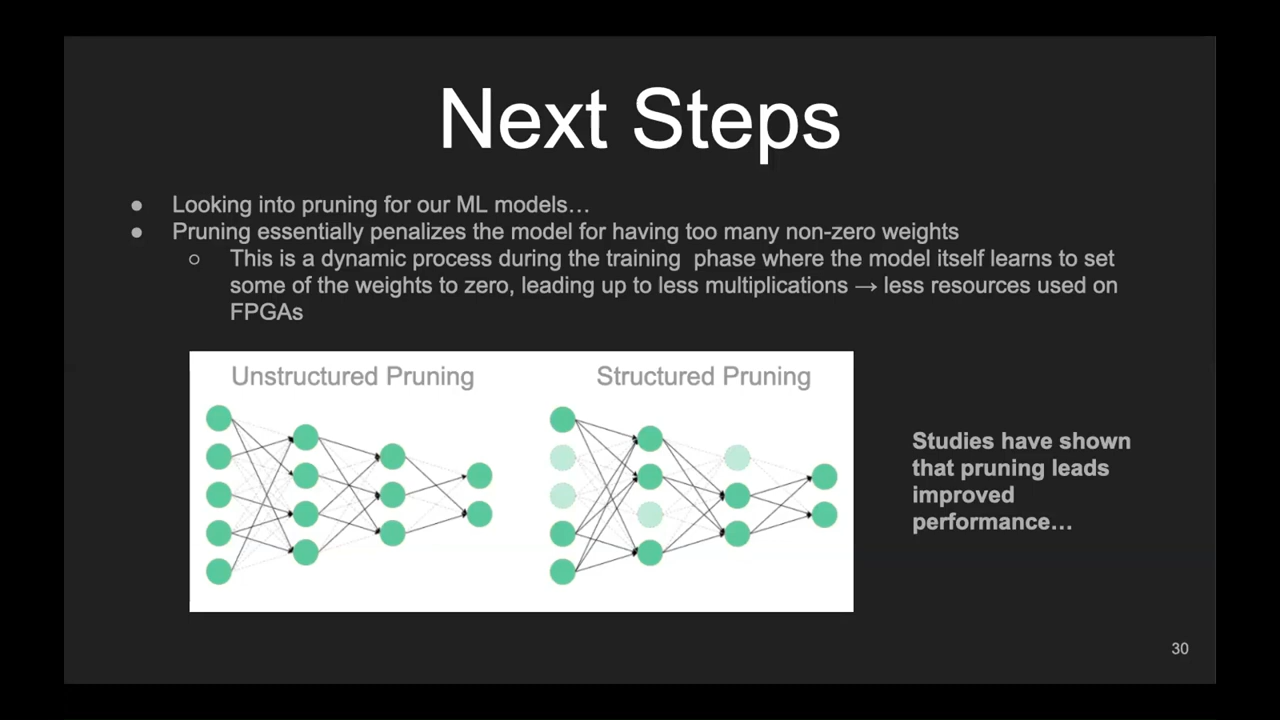 Next Steps
● Looking into pruning for our ML models…
● Pruning essentially penalizes the model for having too many non-zero weights
○ This is a dynamic process during the training  phase where the model itself learns to set
some of the weights to zero, leading up to less multiplications → less resources used on
FPGAs
Unstructured Pruning
Structured Pruning
Studies have shown
that pruning leads
improved
performance…
30